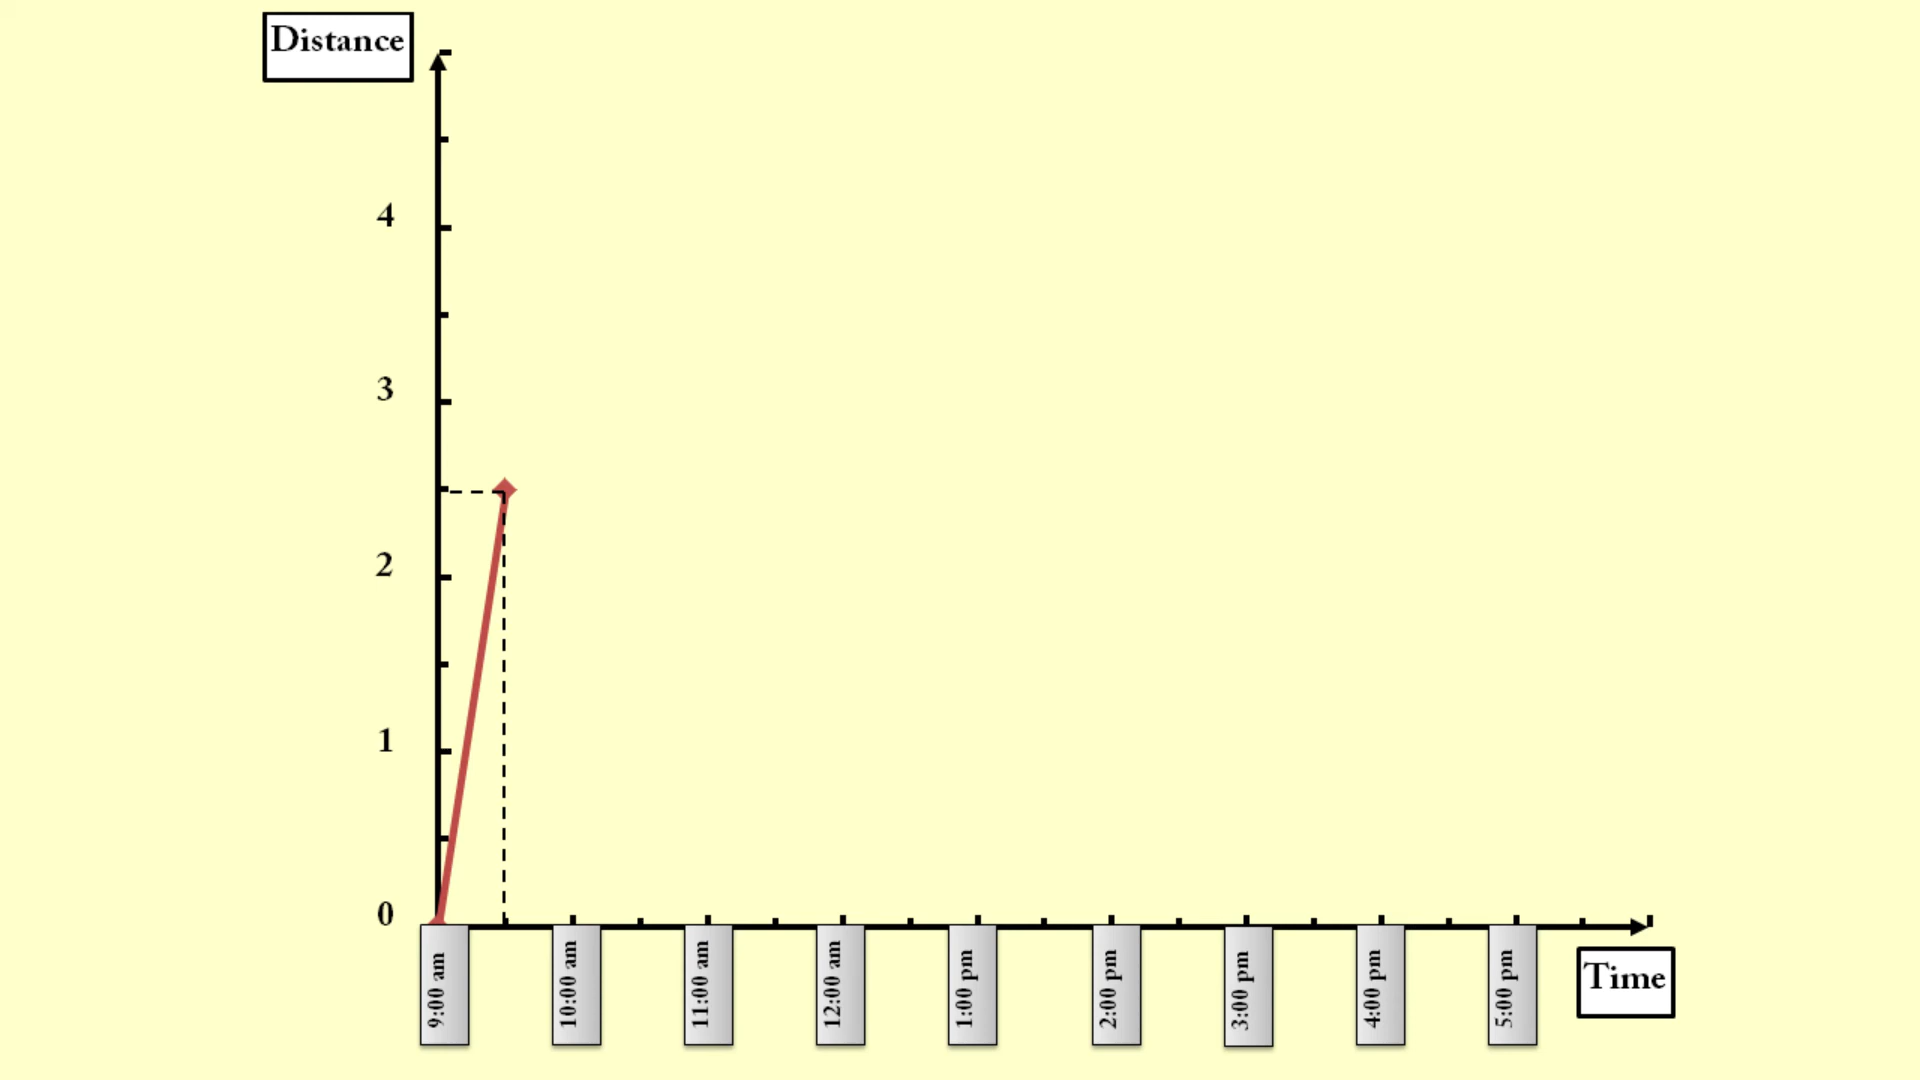 Distance
4
3
2
1
0
9:00 am
10:00 am
11:00 am
12:00 am
1:00 pm
2:00 pm
3:00 pm
4:00 pm
5:00 pm
Time